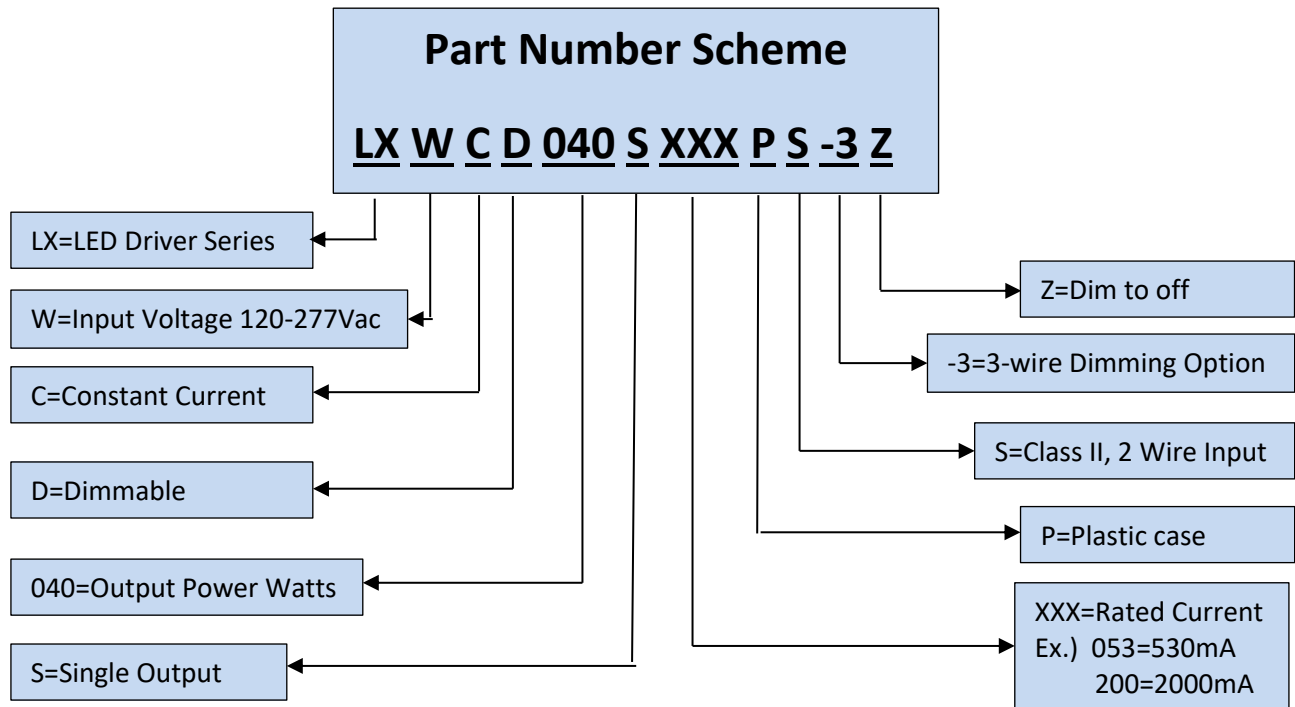 Part Number Scheme
LX W C D 040 S XXX P S -3 Z
LX=LED Driver Series
W=Input Voltage 120-277Vac
C=Constant Current
D=Dimmable
040=Output Power Watts
S=Single Output
Z=Dim to off
-3=3-wire Dimming Option
S=Class II, 2 Wire Input
P=Plastic case
XXX=Rated Current
Ex.) 053=530mA
200=2000mA